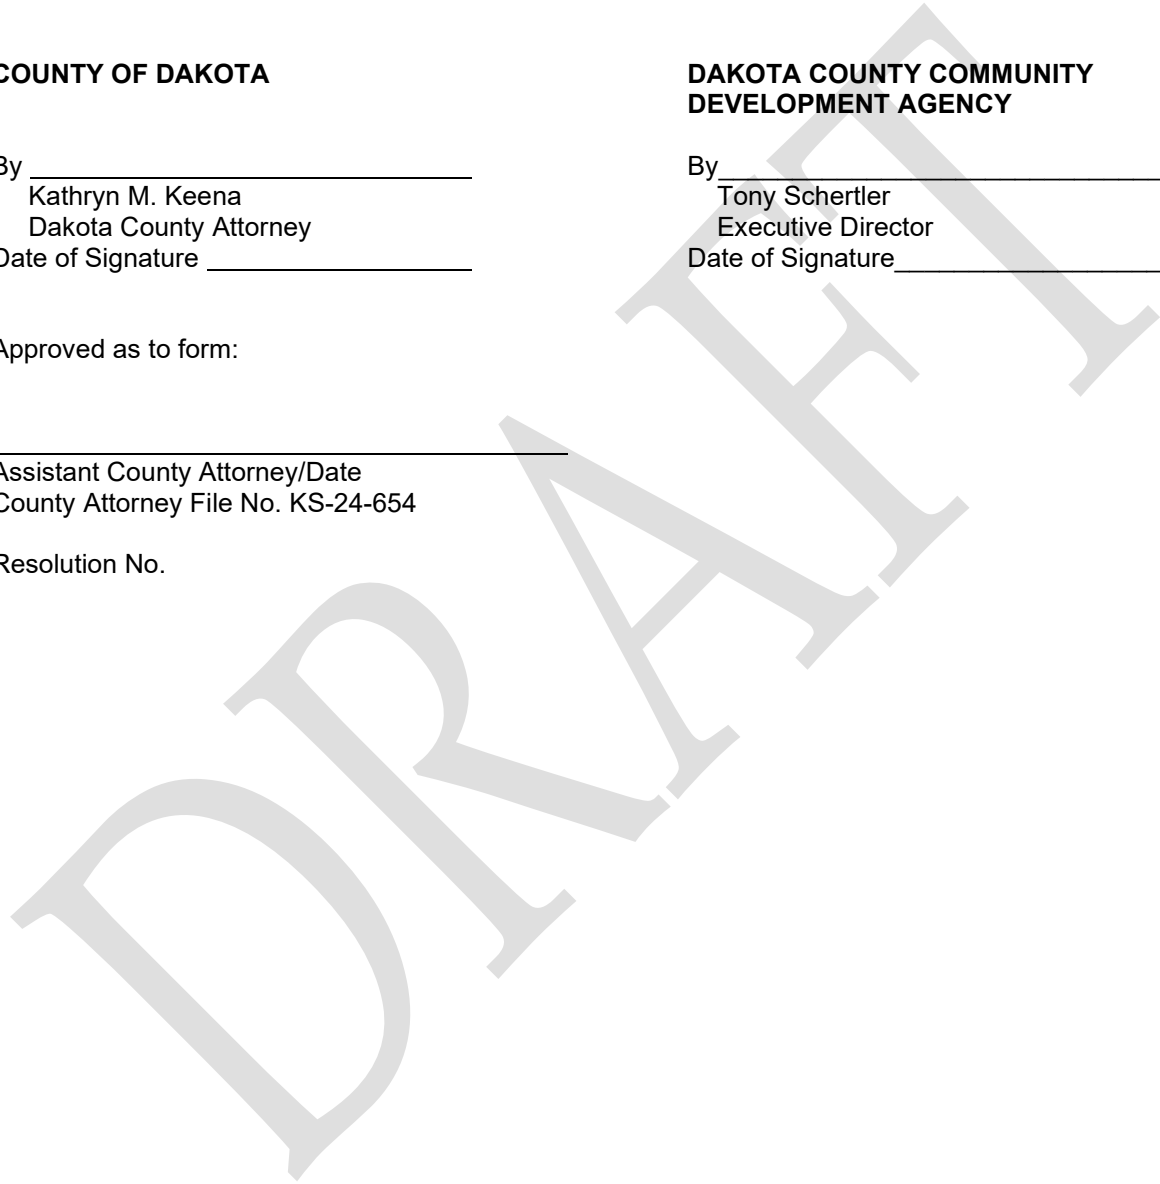 COUNTY OF DAKOTA
By
Kathryn M. Keena
Dakota County Attorney
Date of Signature
Approved as to form:
Assistant County Attorney/Date
County Attorney File No. KS-24-654
Resolution No.
DAKOTA COUNTY COMMUNITY
DEVELOPMENT AGENCY
By
Tony Schertler
Executive Director
Date of Signature
DRAFT